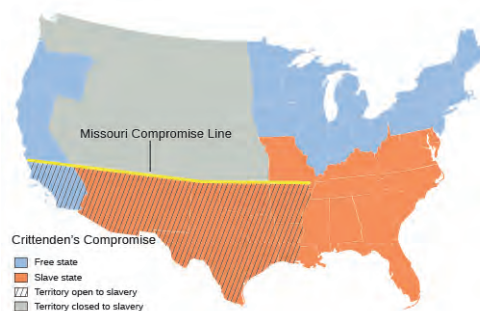 Missouri Compromise Line
Crittenden's Compromise
Free state
Slave state
Territory open to slavery
Territory closed to slavery